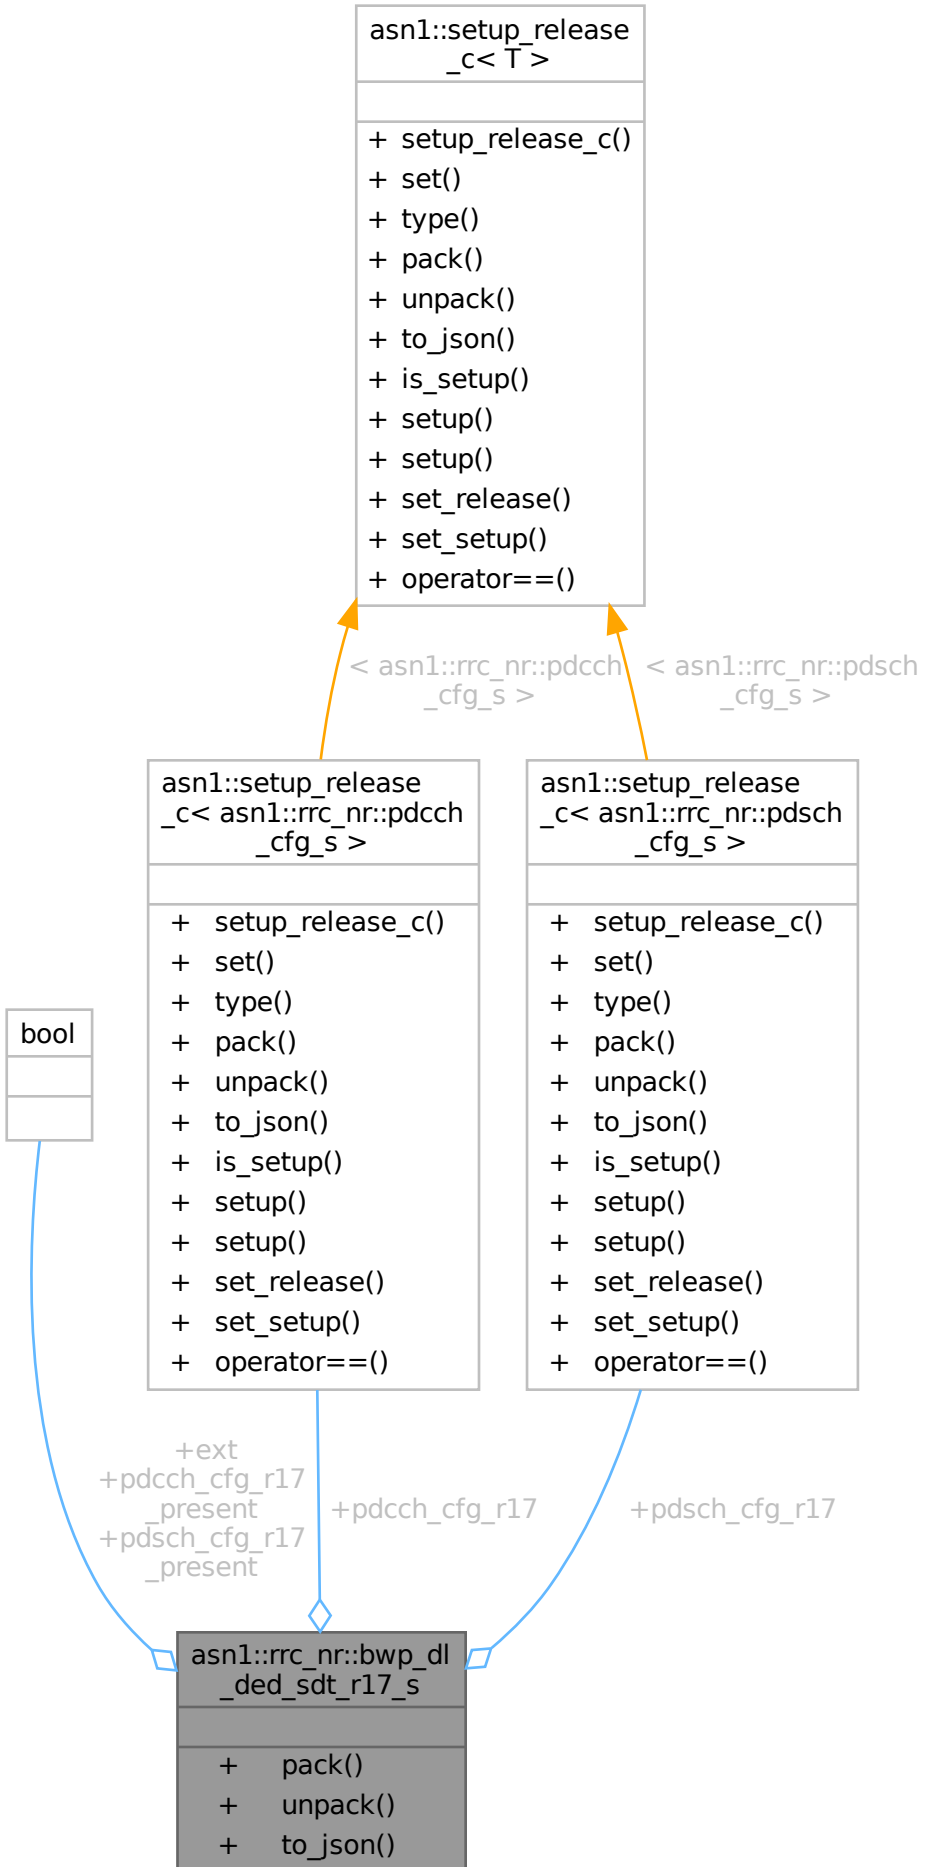 asn1::setup_release
_c< T >
+ setup_release_c()
+ set()
+ type()
+ pack()
+ unpack()
+ to_json()
+ is_setup()
+ setup()
+ setup()
+ set_release()
+ set_setup()
+ operator==()
< asn1::rrc_nr::pdcch
_cfg_s >
< asn1::rrc_nr::pdsch
_cfg_s >
asn1::setup_release
_c< asn1::rrc_nr::pdcch
_cfg_s >
+ setup_release_c()
+ set()
+ type()
+ pack()
+ unpack()
+ to_json()
+ is_setup()
+ setup()
+ setup()
+ set_release()
+ set_setup()
+ operator==()
asn1::setup_release
_c< asn1::rrc_nr::pdsch
_cfg_s >
+ setup_release_c()
+ set()
+ type()
+ pack()
+ unpack()
+ to_json()
+ is_setup()
+ setup()
+ setup()
+ set_release()
+ set_setup()
+ operator==()
bool
+ext
+pdcch_cfg_r17
_present
+pdsch_cfg_r17
_present
+pdcch_cfg_r17
+pdsch_cfg_r17
asn1::rrc_nr::bwp_dl
_ded_sdt_r17_s
+ pack()
+ unpack()
+ to_json()